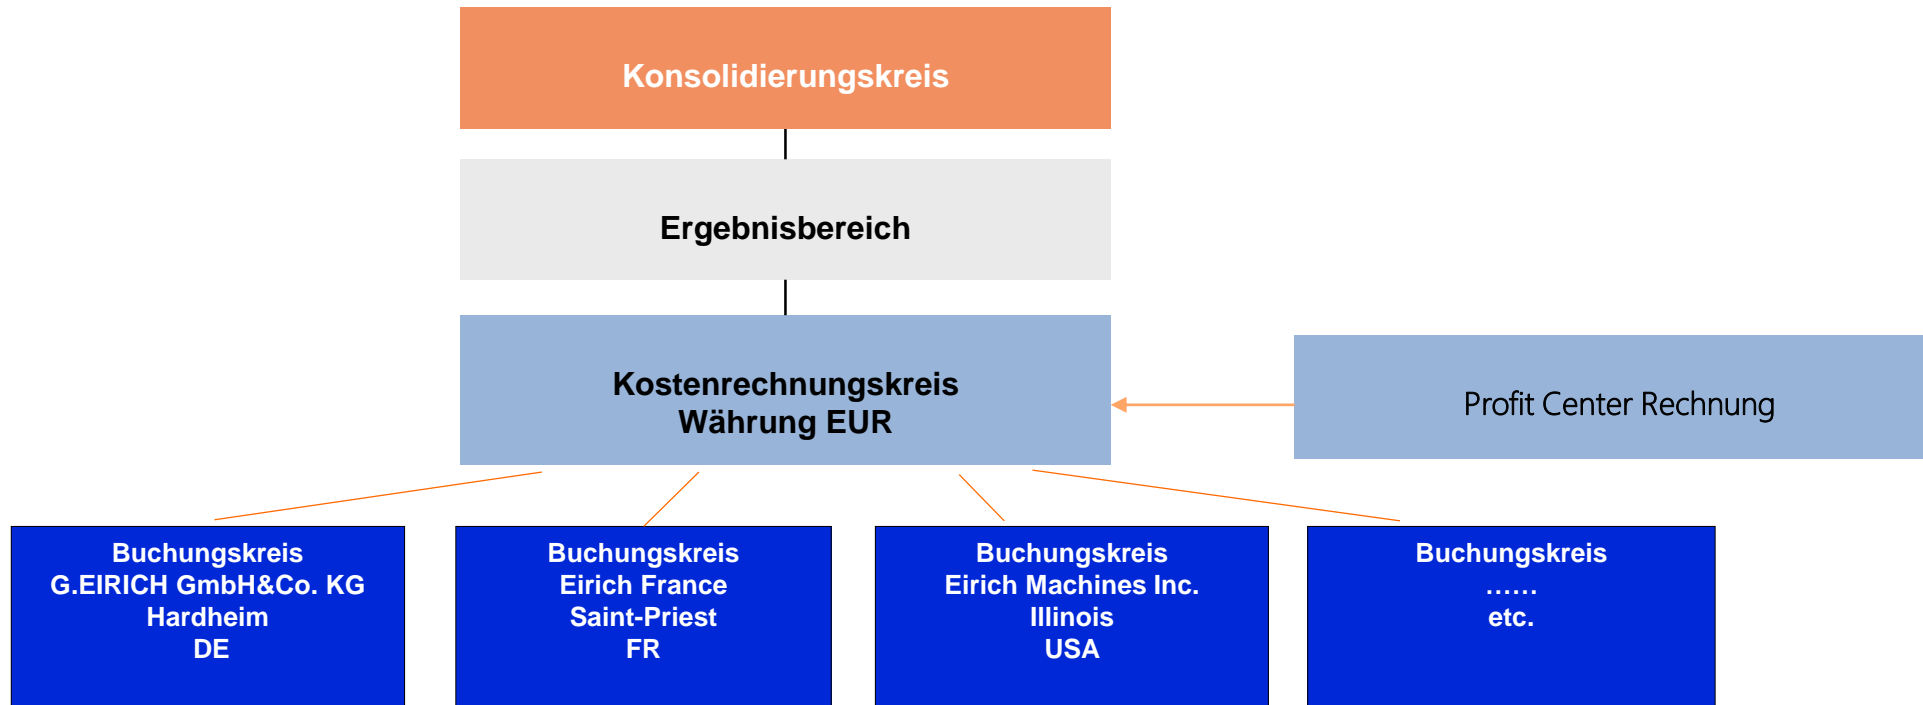 Konsolidierungskreis
Ergebnisbereich
Kostenrechnungskreis
Währung EUR
Profit Center Rechnung
Buchungskreis
G.EIRICH GmbH&Co. KG
Hardheim
DE
Buchungskreis
Eirich France
Saint-Priest
FR
Buchungskreis
Eirich Machines Inc.
Illinois
USA
Buchungskreis
......
etc.